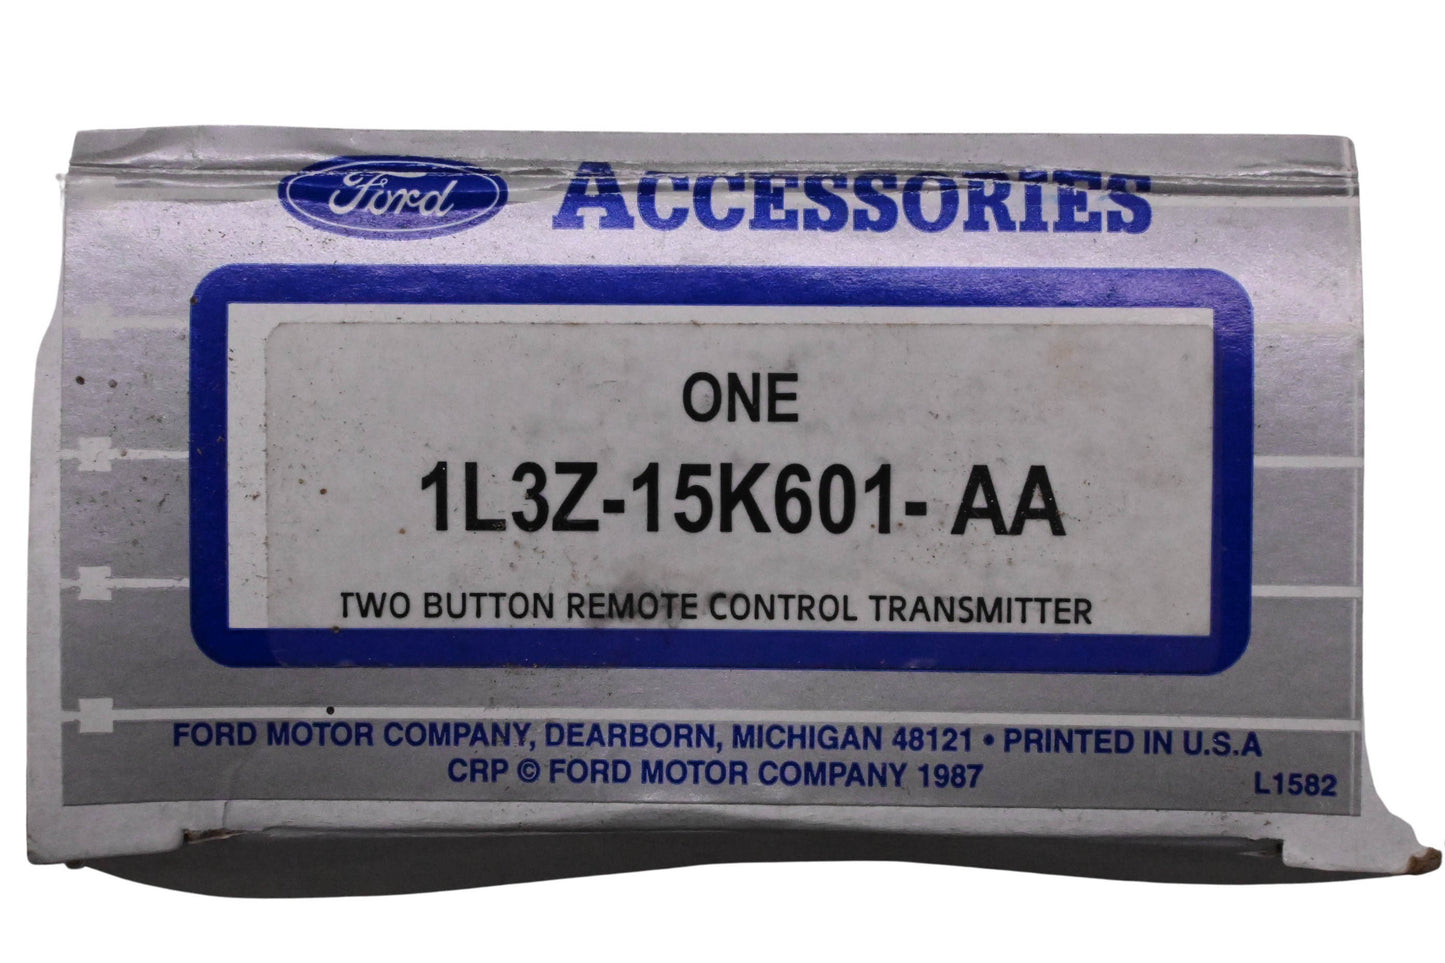 Ford ACCESSORIES
ONE
1L3Z-15K601- AA
TWO BUTTON REMOTE CONTROL TRANSMITTER
FORD MOTOR COMPANY, DEARBORN, MICHIGAN 48121 • PRINTED IN U.S.A
CRP © FORD MOTOR COMPANY 1987
L1582